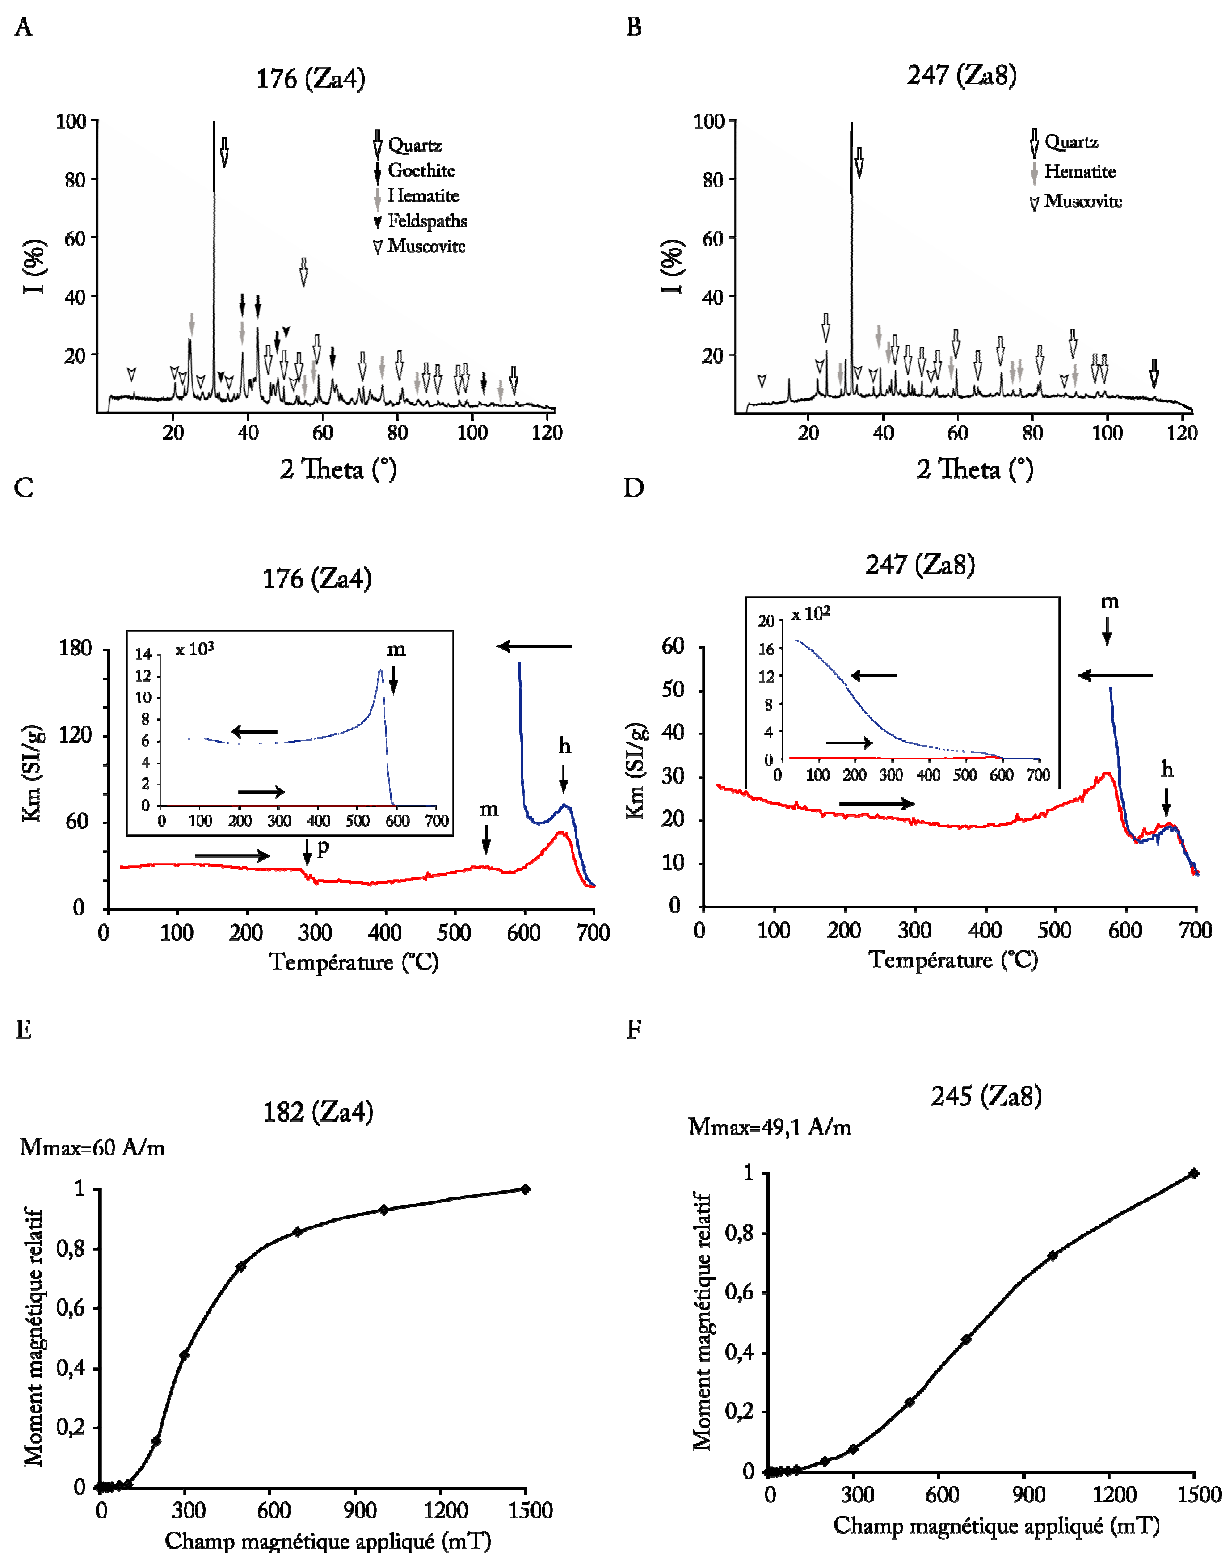 A
B
176 (Za4)
247 (Za8)
100
80
60
40
20
I (%)
Quartz
Goethite
Hematite
Feldspaths
Muscovite
20 40 60 80 100 120
2 Theta (°)
100
80
60
40
20
I (%)
Quartz
Hematite
Muscovite
20 40 60 80 100 120
2 Theta (°)
C
D
176 (Za4)
247 (Za8)
180
120
60
0
Km (SI/g)
x 10³
14
12
10
8
6
4
2
0
0 100 200 300 400 500 600 700
m
h
m
p
0 100 200 300 400 500 600 700
Température (°C)
60
50
40
30
20
10
0
Km (SI/g)
x 10²
20
16
12
8
4
0
0 100 200 300 400 500 600 700
m
h
0 100 200 300 400 500 600 700
Température (°C)
E
F
182 (Za4)
245 (Za8)
Mmax=60 A/m
Mmax=49,1 A/m
1
0,8
0,6
0,4
0,2
0
Moment magnétique relatif
0 300 600 900 1200 1500
Champ magnétique appliqué (mT)
1
0,8
0,6
0,4
0,2
0
Moment magnétique relatif
0 300 600 900 1200 1500
Champ magnétique appliqué (mT)